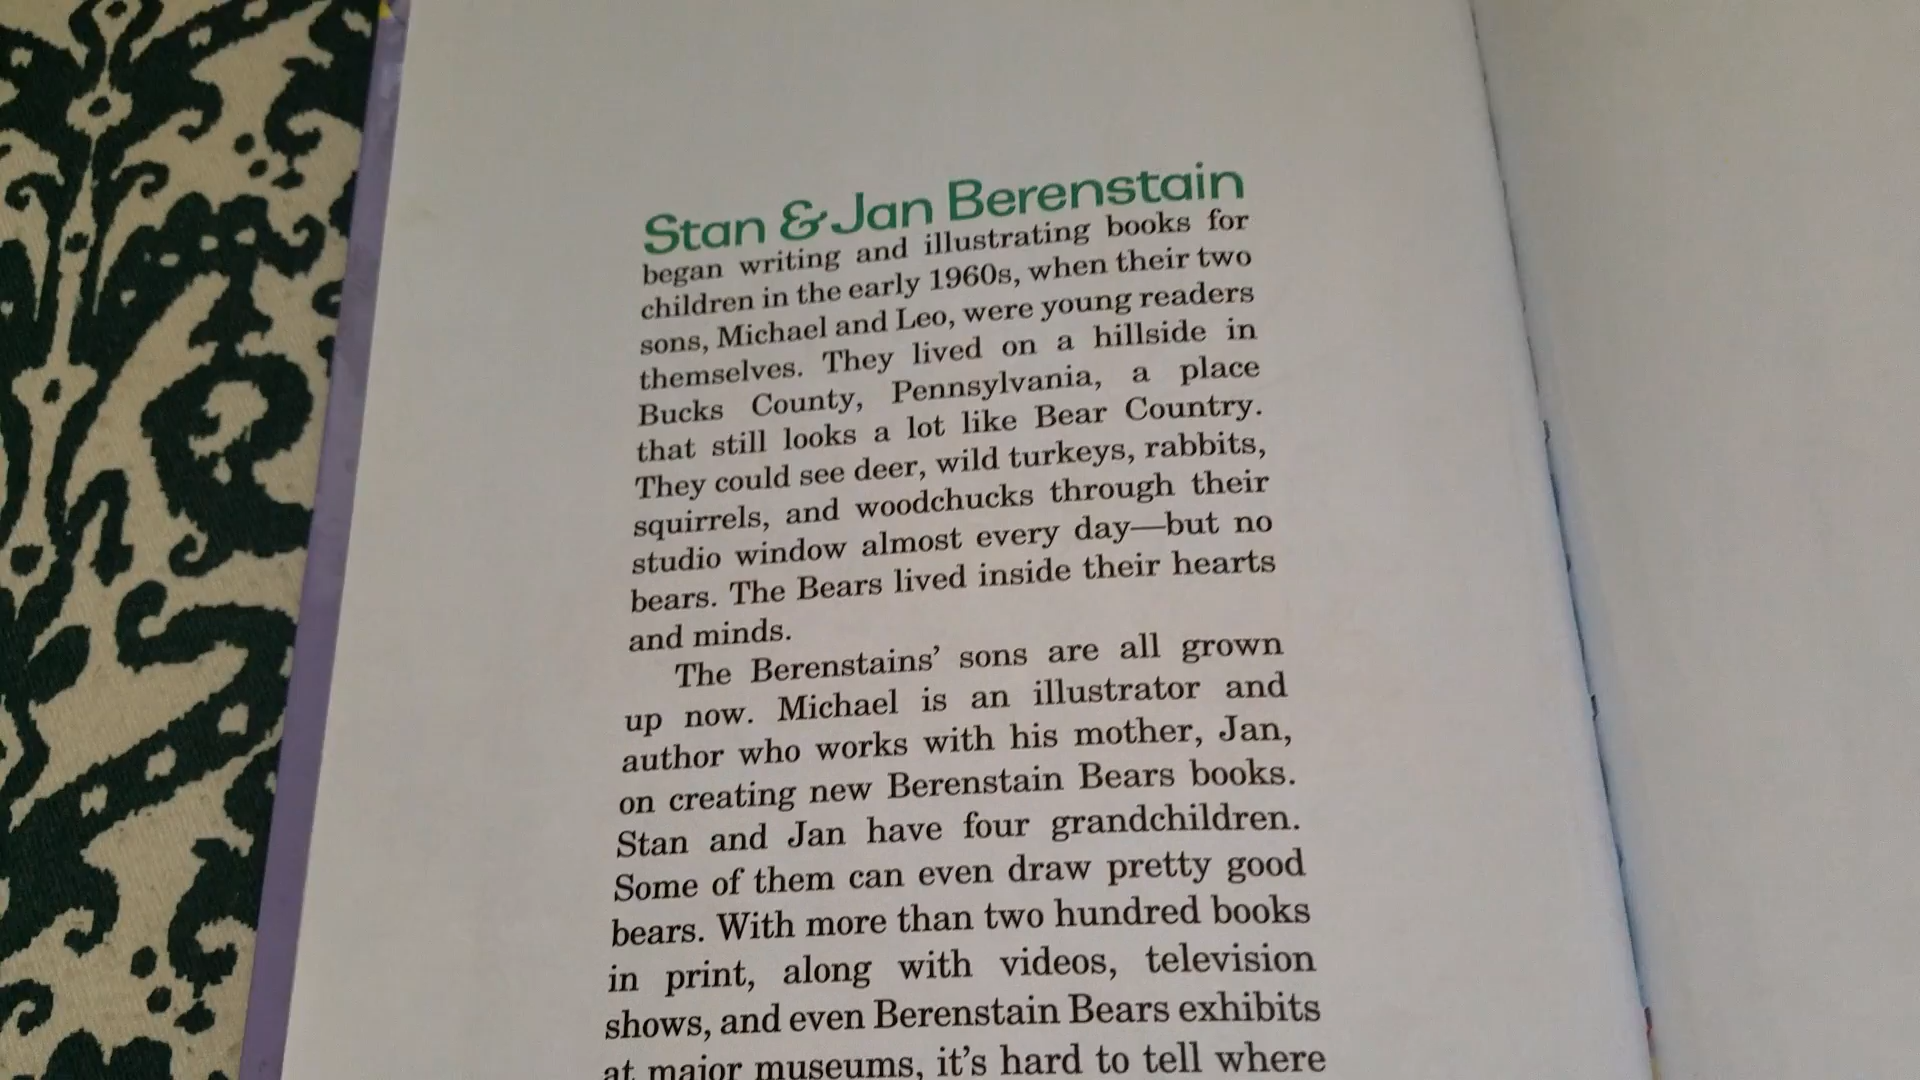 Stan & Jan Berenstain
began writing and illustrating books for
children in the early 1960s, when their two
sons, Michael and Leo, were young readers
themselves. They lived on a hillside in
Bucks County, Pennsylvania, a place
that still looks a lot like Bear Country.
They could see deer, wild turkeys, rabbits,
squirrels, and woodchucks through their
studio window almost every day—but no
bears. The Bears lived inside their hearts
and minds.
The Berenstains’ sons are all grown
up now. Michael is an illustrator and
author who works with his mother, Jan,
on creating new Berenstain Bears books.
Stan and Jan have four grandchildren.
Some of them can even draw pretty good
bears. With more than two hundred books
in print, along with videos, television
shows, and even Berenstain Bears exhibits
at major museums, it’s hard to tell where